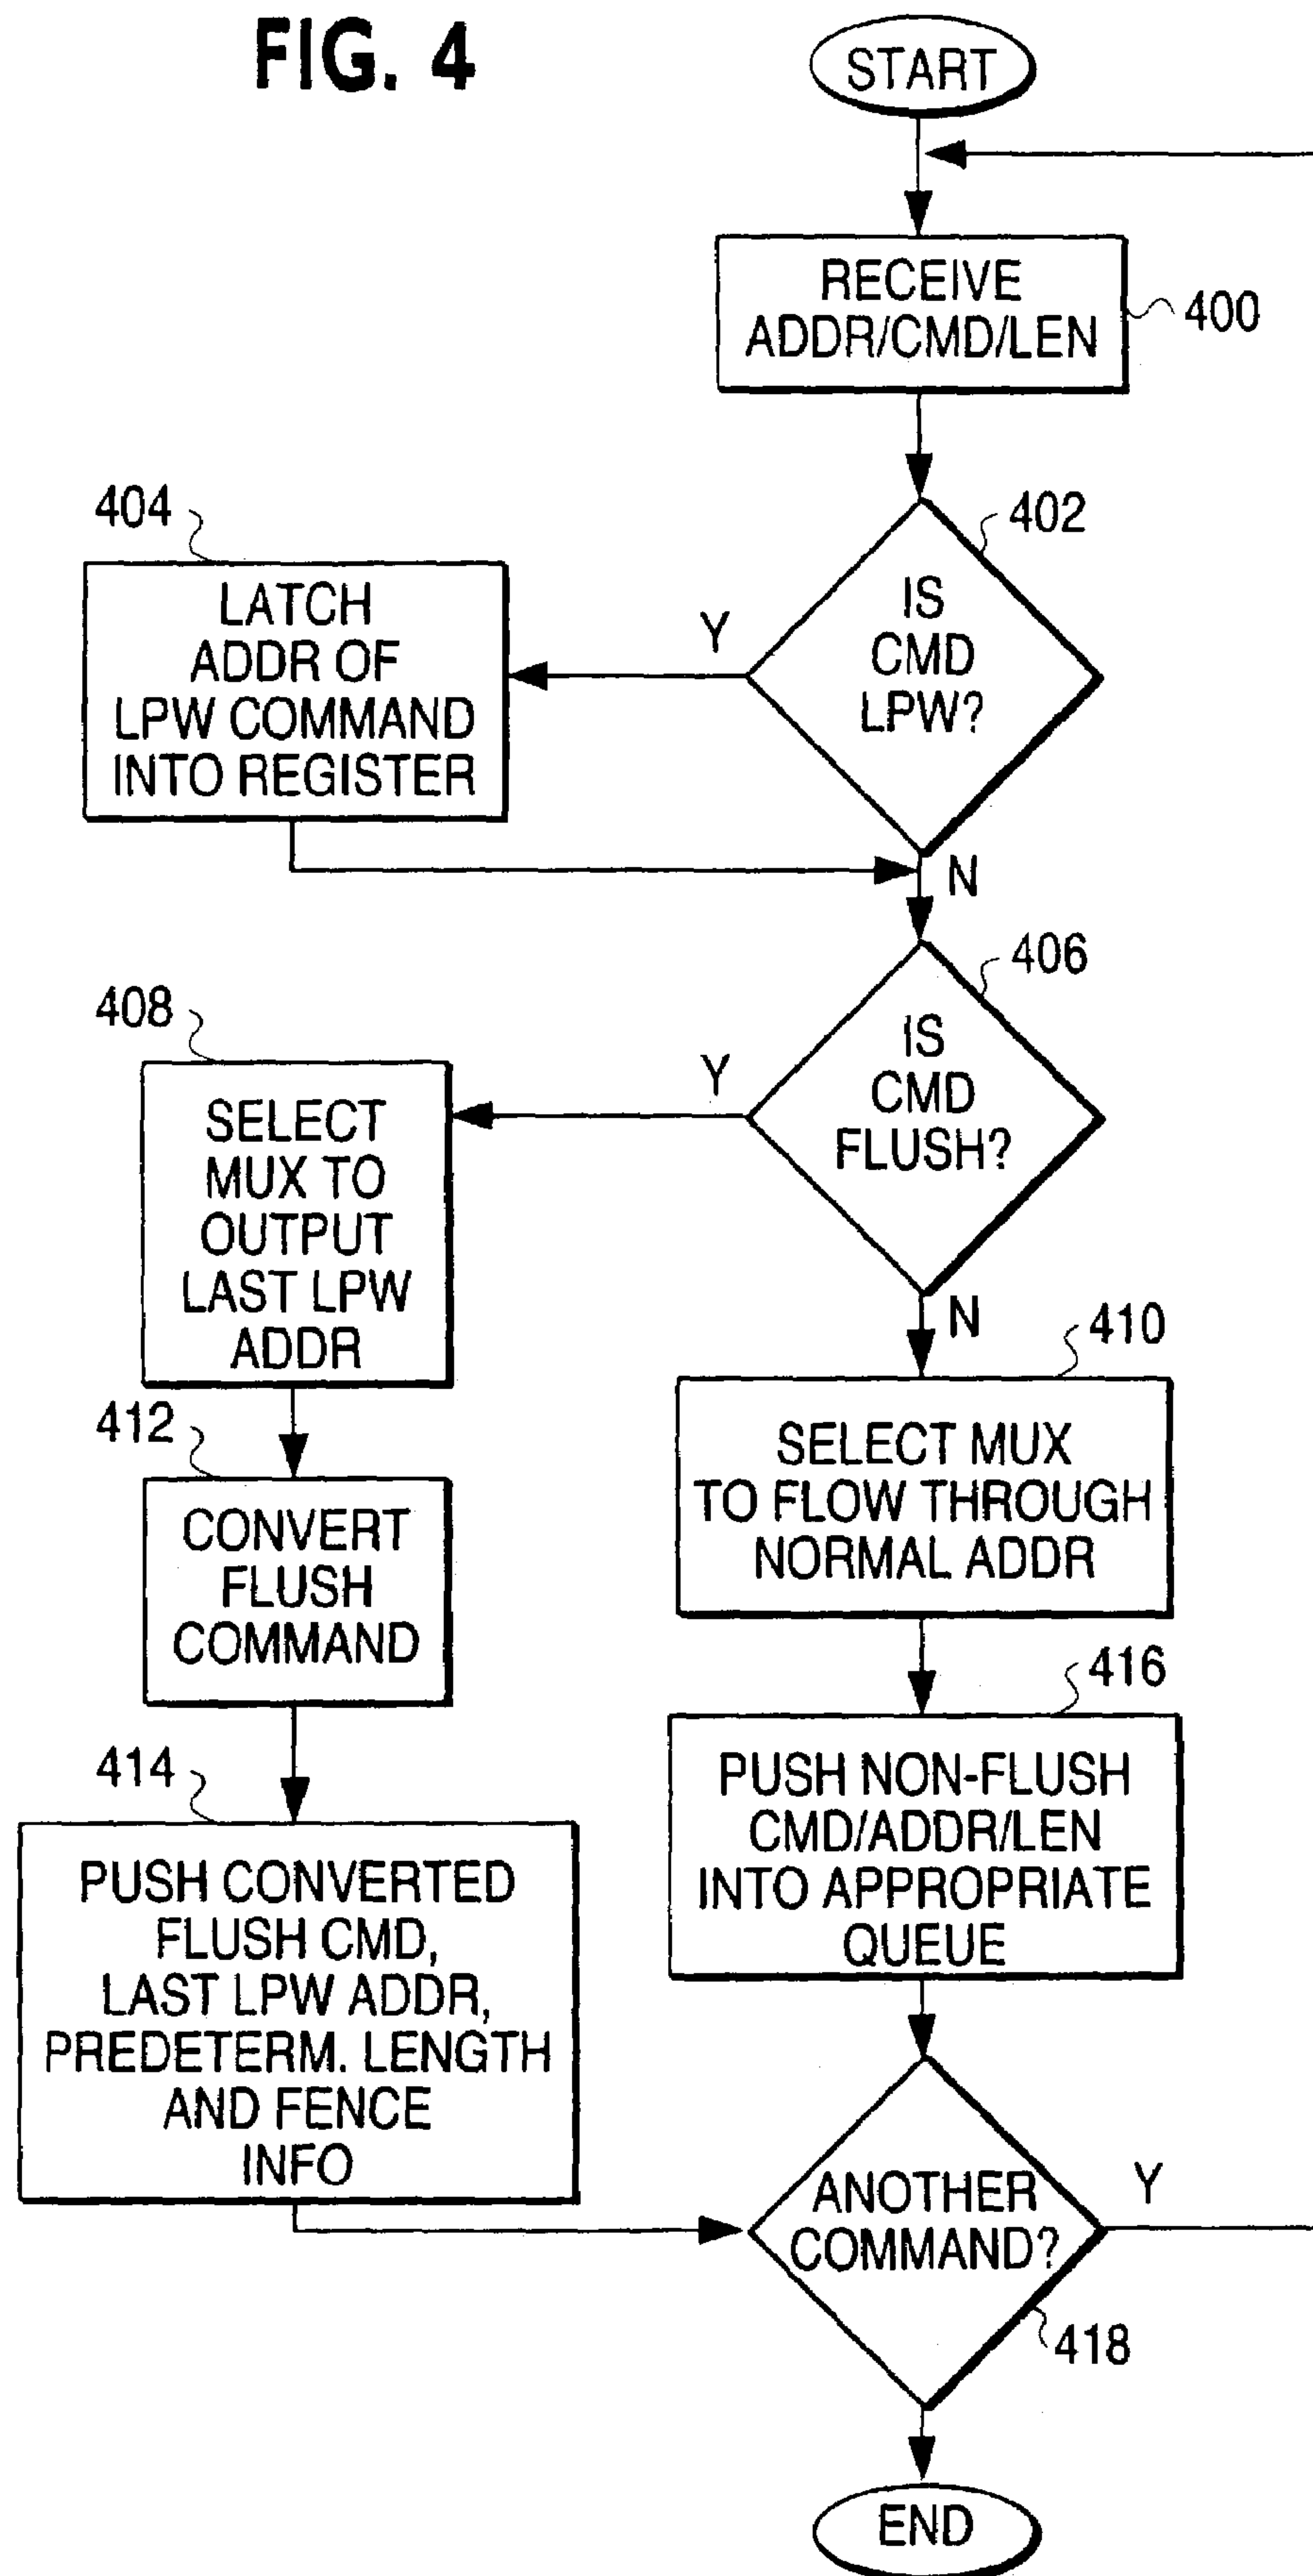 FIG. 4
START
RECEIVE
ADDR/CMD/LEN
400
402
IS
CMD
LPW?
Y
N
404
LATCH
ADDR OF
LPW COMMAND
INTO REGISTER
406
IS
CMD
FLUSH?
Y
N
408
SELECT
MUX TO
OUTPUT
LAST LPW
ADDR
410
SELECT MUX
TO FLOW THROUGH
NORMAL ADDR
412
CONVERT
FLUSH
COMMAND
416
PUSH NON-FLUSH
CMD/ADDR/LEN
INTO APPROPRIATE
QUEUE
414
PUSH CONVERTED
FLUSH CMD,
LAST LPW ADDR,
PREDETERM. LENGTH
AND FENCE
INFO
ANOTHER
COMMAND?
Y
418
END